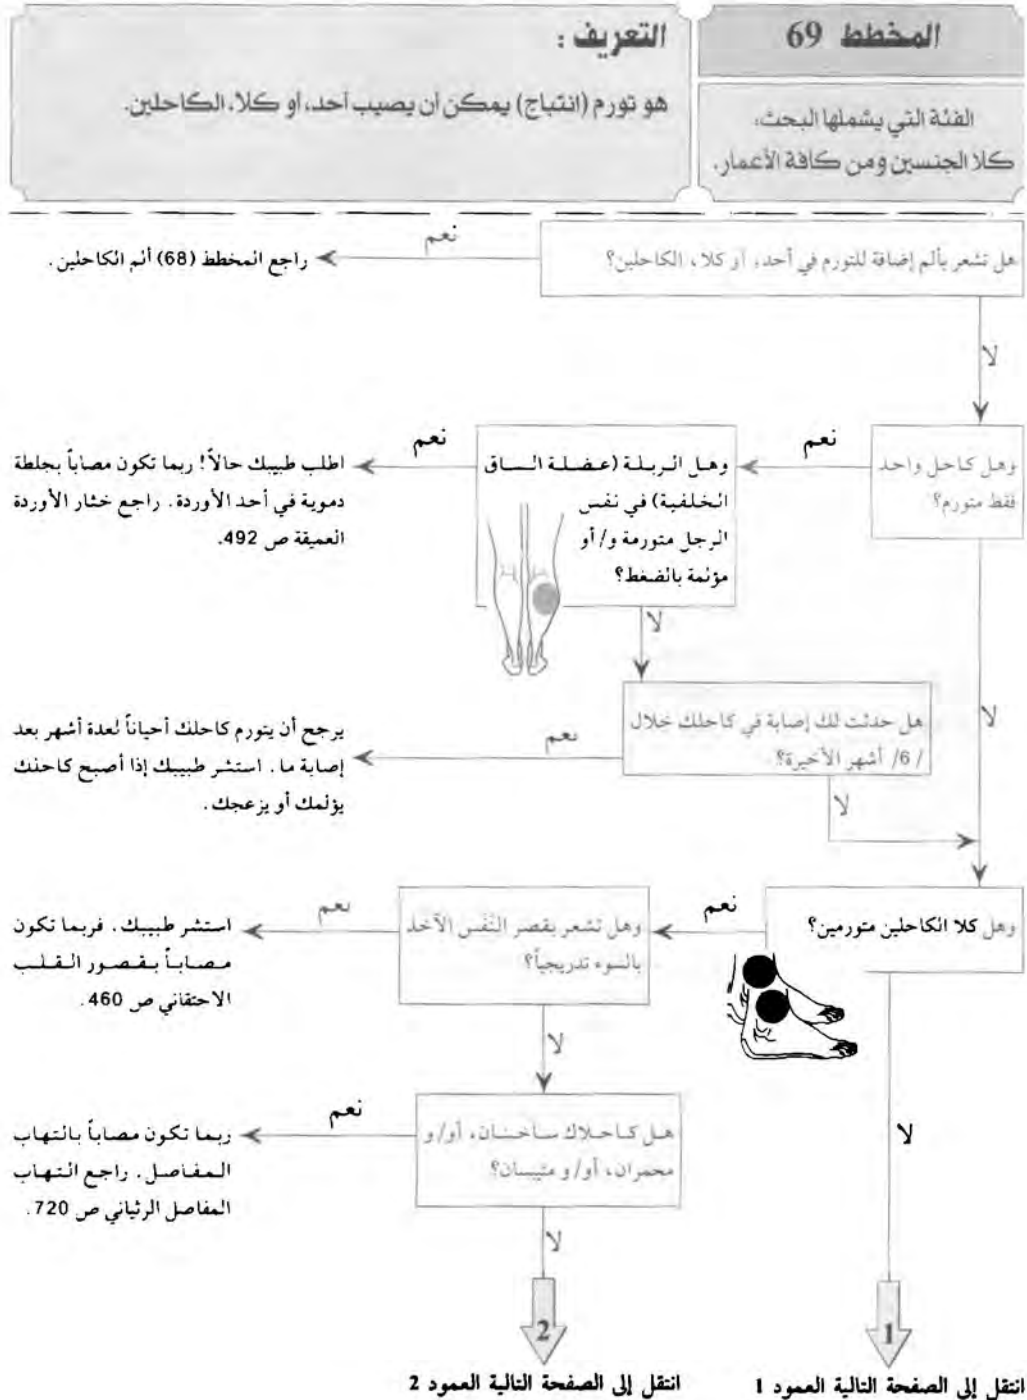 المخطط 69
الفئة التي يشملها البحث،
كلا الجنسين ومن كافة الأعمار.
التعريف :
هو تورم (انتباج) يمكن أن يصيب أحد، أو كلا، الكاحلين.
هل تشعر بألم إضافة للتورم في أحد، أو كلا، الكاحلين؟
نعم
راجع المخطط (68) ألم الكاحلين.
لا
وهل كاحل واحد
فقط متورم؟
نعم
وهل الربلة (عضلة الساق
الخلفية) في نفس
الرجل متورمة و/أو
مؤلمة بالضغط؟
نعم
اطلب طبيبك حالاً! ربما تكون مصاباً بجلطة
دموية في أحد الأوردة. راجع خثار الأوردة
العميقة ص 492.
لا
لا
هل حدثت لك إصابة في كاحلك خلال
/6/ أشهر الأخيرة؟
نعم
يرجح أن يتورم كاحلك أحياناً لعدة أشهر بعد
إصابة ما. استشر طبيبك إذا أصبح كاحلك
يؤلمك أو يزعجك.
لا
وهل كلا الكاحلين متورمين؟
نعم
وهل تشعر بقصر النَفَس الآخذ
بالسوء تدريجياً؟
نعم
استشر طبيبك. فربما تكون
مصاباً بقصور القلب
الاحتقاني ص 460.
لا
هل كاحلاك ساخنان، أو/و
محمران، أو/و متيبسان؟
نعم
ربما تكون مصاباً بالتهاب
المفاصل. راجع التهاب
المفاصل الرثياني ص 720.
لا
لا
1
2
انتقل إلى الصفحة التالية العمود 1
انتقل إلى الصفحة التالية العمود 2